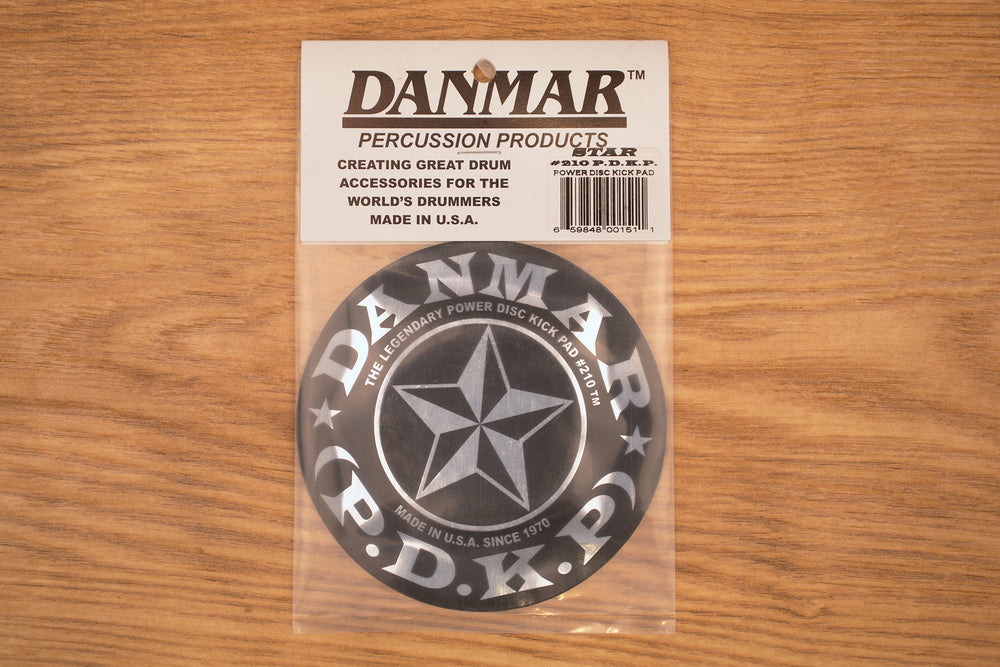 DANMAR™
PERCUSSION PRODUCTS
CREATING GREAT DRUM
ACCESSORIES FOR THE
WORLD'S DRUMMERS
MADE IN U.S.A.
STAR
#210 P.D.K.P.
POWER DISC KICK PAD
6 59848 00151 1
DANMAR
THE LEGENDARY POWER DISC KICK PAD #210 TM
MADE IN U.S.A. SINCE 1970
(P.D.K.P)